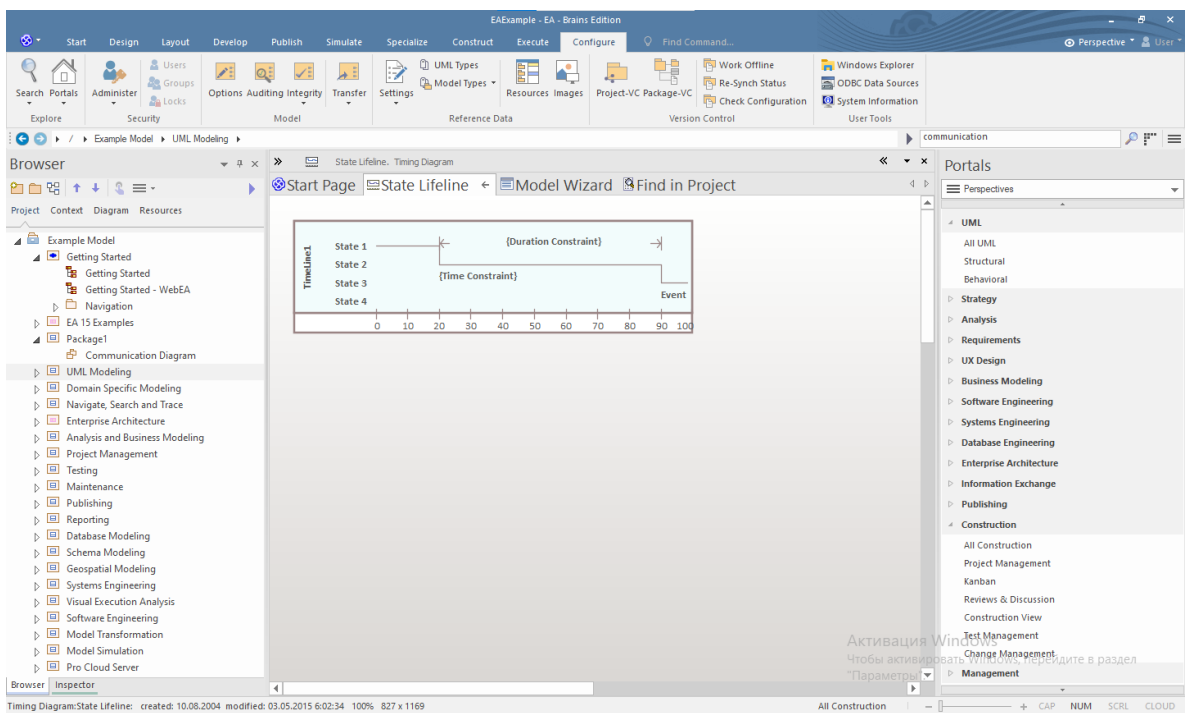 EAExample - EA - Brains Edition
Start Design Layout Develop Publish Simulate Specialize Construct Execute Configure Find Command... Perspective User
Search Portals Administer Users Groups Locks Options Auditing Integrity Transfer Settings UML Types Model Types Resources Images Project-VC Package-VC Work Offline Re-Synch Status Check Configuration Windows Explorer ODBC Data Sources System Information
Explore Security Model Reference Data Version Control User Tools
/ Example Model UML Modeling communication
Browser
Project Context Diagram Resources
Example Model
Getting Started
Getting Started
Getting Started - WebEA
Navigation
EA 15 Examples
Package1
Communication Diagram
UML Modeling
Domain Specific Modeling
Navigate, Search and Trace
Enterprise Architecture
Analysis and Business Modeling
Project Management
Testing
Maintenance
Publishing
Reporting
Database Modeling
Schema Modeling
Geospatial Modeling
Systems Engineering
Visual Execution Analysis
Software Engineering
Model Transformation
Model Simulation
Pro Cloud Server
Browser Inspector
State Lifeline. Timing Diagram
Start Page State Lifeline Model Wizard Find in Project
TimeLine1
State 1
State 2
State 3
State 4
{Duration Constraint}
{Time Constraint}
Event
0 10 20 30 40 50 60 70 80 90 100
Portals
Perspectives
UML
All UML
Structural
Behavioral
Strategy
Analysis
Requirements
UX Design
Business Modeling
Software Engineering
Systems Engineering
Database Engineering
Enterprise Architecture
Information Exchange
Publishing
Construction
All Construction
Project Management
Kanban
Reviews & Discussion
Construction View
Test Management
Change Management
Management
Активация Windows
Чтобы активировать Windows, перейдите в раздел
"Параметры".
Timing Diagram:State Lifeline: created: 10.08.2004 modified: 03.05.2015 6:02:34 100% 827 x 1169 All Construction CAP NUM SCRL CLOUD